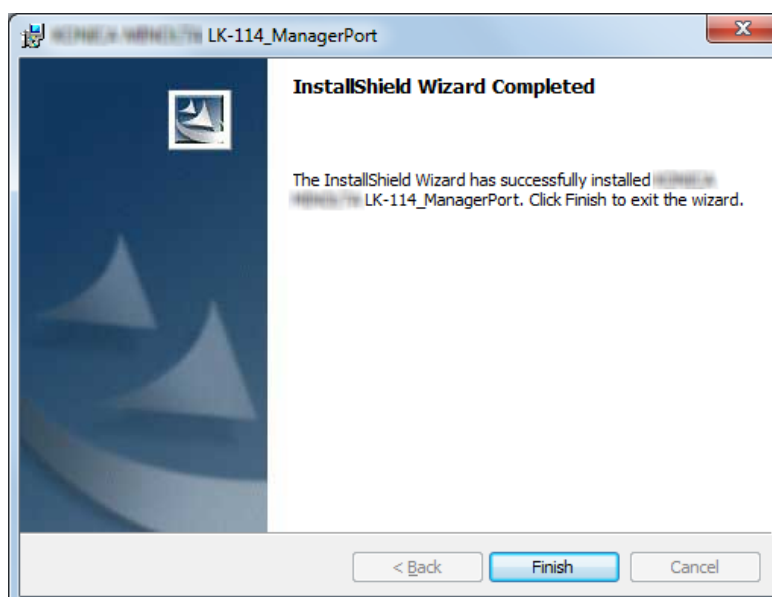 LK-114_ManagerPort
InstallShield Wizard Completed
The InstallShield Wizard has successfully installed
LK-114_ManagerPort. Click Finish to exit the wizard.
< Back
Finish
Cancel